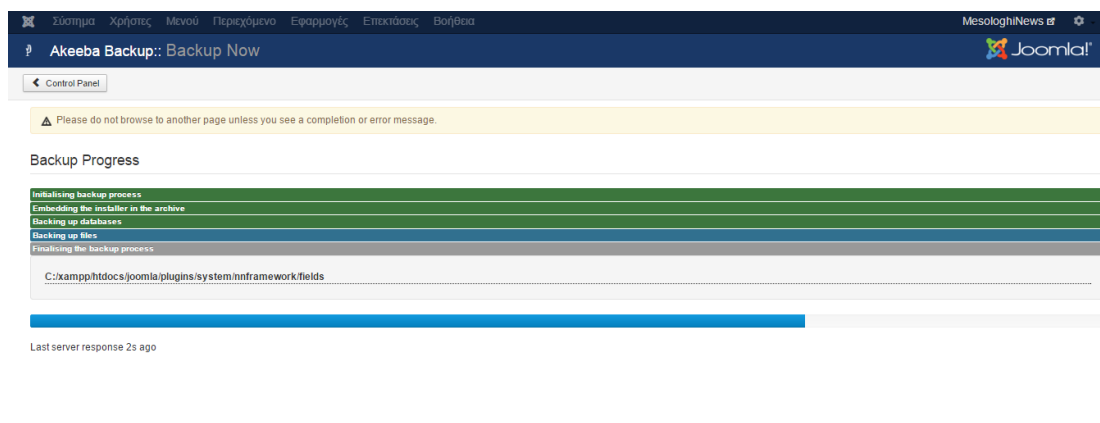 Σύστημα Χρήστες Μενού Περιεχόμενο Εφαρμογές Επεκτάσεις Βοήθεια MesologhiNews
Akeeba Backup:: Backup Now Joomla!
Control Panel
Please do not browse to another page unless you see a completion or error message.
Backup Progress
Initialising backup process
Embedding the installer in the archive
Backing up databases
Backing up files
Finalising the backup process
C:/xampp/htdocs/joomla/plugins/system/nnframework/fields
Last server response 2s ago